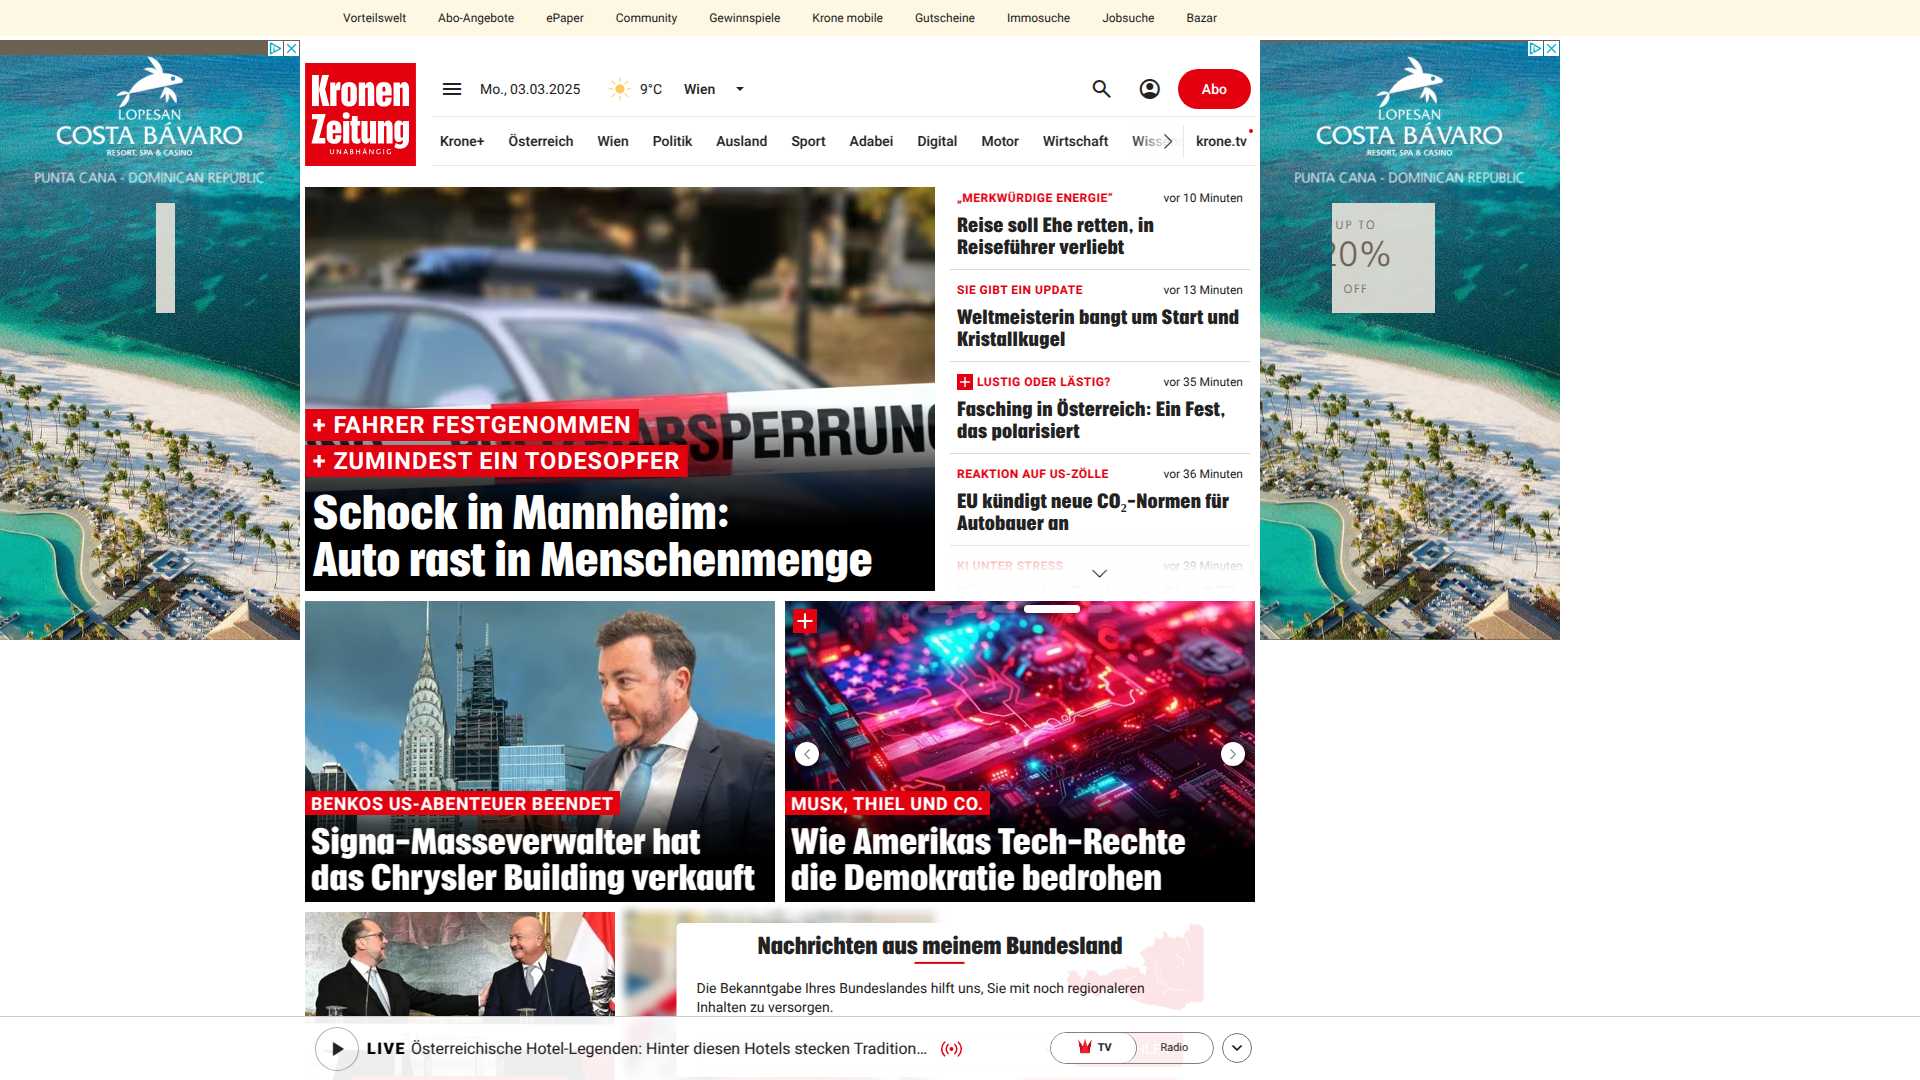 Vorteilswelt Abo-Angebote ePaper Community Gewinnspiele Krone mobile Gutscheine Immosuche Jobsuche Bazar
LOPESAN
COSTA BÁVARO
RESORT, SPA & CASINO
PUNTA CANA - DOMINICAN REPUBLIC
Kronen
Zeitung
UNABHÄNGIG
Mo., 03.03.2025 9°C Wien
Abo
Krone+ Österreich Wien Politik Ausland Sport Adabei Digital Motor Wirtschaft Wiss krone.tv
+ FAHRER FESTGENOMMEN
+ ZUMINDEST EIN TODESOPFER
Schock in Mannheim:
Auto rast in Menschenmenge
„MERKWÜRDIGE ENERGIE“ vor 10 Minuten
Reise soll Ehe retten, in
Reiseführer verliebt
SIE GIBT EIN UPDATE vor 13 Minuten
Weltmeisterin bangt um Start und
Kristallkugel
LUSTIG ODER LÄSTIG? vor 35 Minuten
Fasching in Österreich: Ein Fest,
das polarisiert
REAKTION AUF US-ZÖLLE vor 36 Minuten
EU kündigt neue CO₂-Normen für
Autobauer an
KI UNTER STRESS vor 39 Minuten
LOPESAN
COSTA BÁVARO
RESORT, SPA & CASINO
PUNTA CANA - DOMINICAN REPUBLIC
UP TO
20%
OFF
BENKOS US-ABENTEUER BEENDET
Signa-Masseverwalter hat
das Chrysler Building verkauft
MUSK, THIEL UND CO.
Wie Amerikas Tech-Rechte
die Demokratie bedrohen
Nachrichten aus meinem Bundesland
Die Bekanntgabe Ihres Bundeslandes hilft uns, Sie mit noch regionaleren
Inhalten zu versorgen.
LIVE Österreichische Hotel-Legenden: Hinter diesen Hotels stecken Tradition...
TV Radio